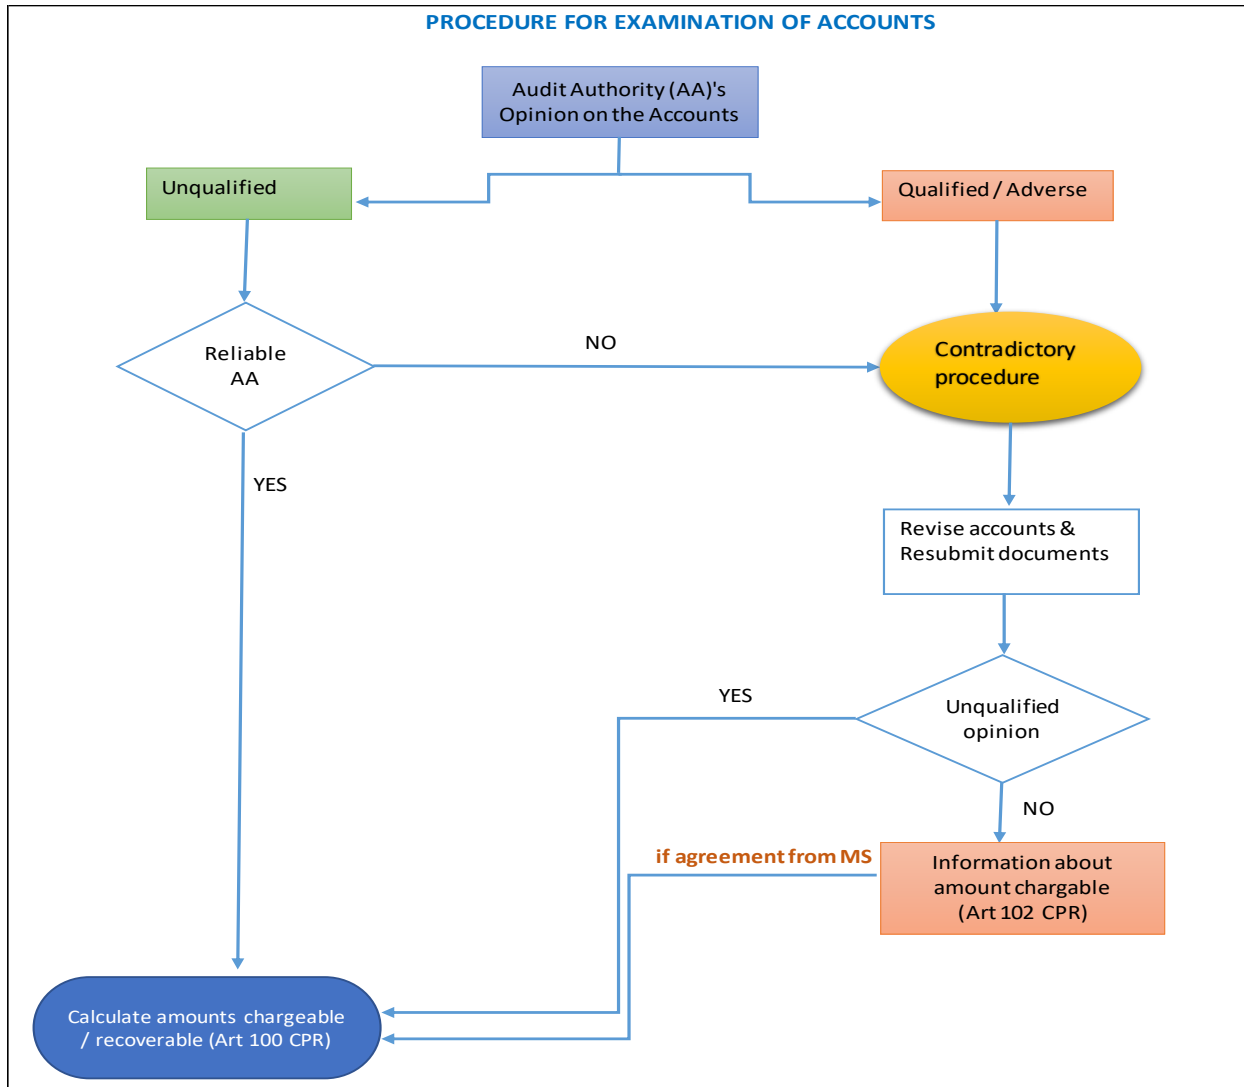 PROCEDURE FOR EXAMINATION OF ACCOUNTS
Audit Authority (AA)'s
Opinion on the Accounts
Unqualified
Qualified / Adverse
Reliable
AA
NO
Contradictory
procedure
YES
Revise accounts &
Resubmit documents
YES
Unqualified
opinion
NO
if agreement from MS
Information about
amount chargable
(Art 102 CPR)
Calculate amounts chargeable
/ recoverable (Art 100 CPR)